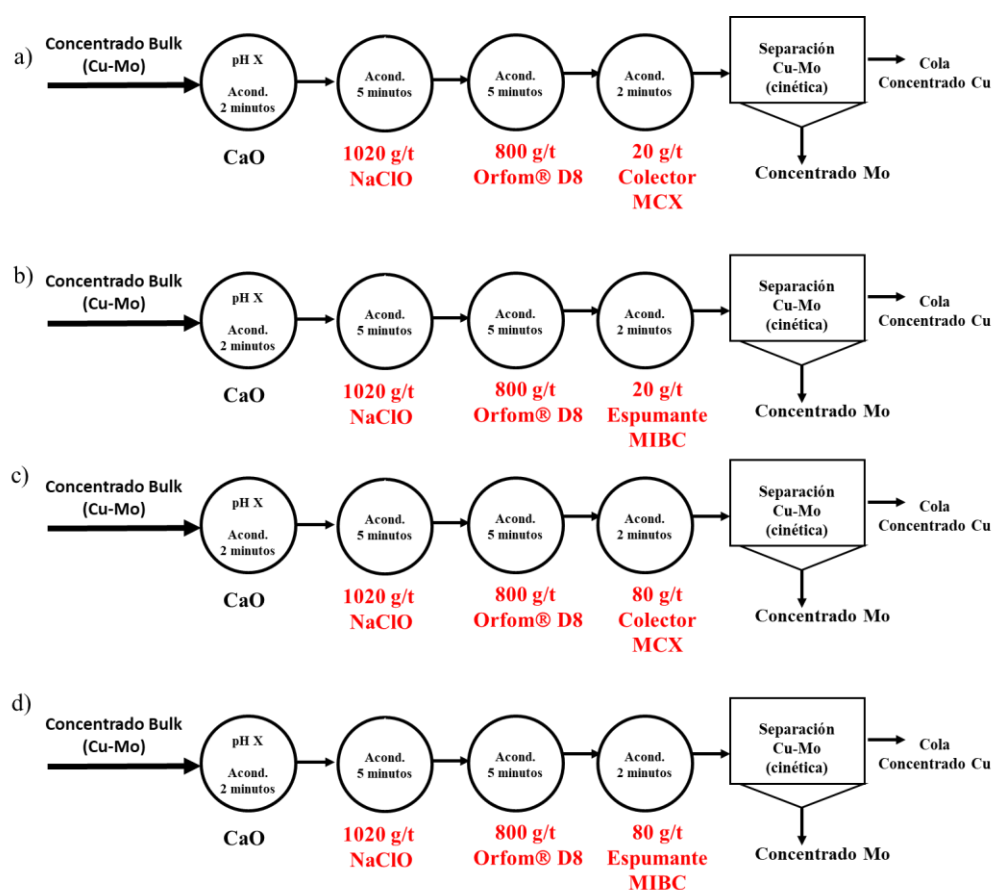 a)
Concentrado Bulk
(Cu-Mo)
pH X
Acond.
2 minutos
CaO
Acond.
5 minutos
1020 g/t
NaClO
Acond.
5 minutos
800 g/t
Orfom® D8
Acond.
2 minutos
20 g/t
Colector
MCX
Separación
Cu-Mo
(cinética)
Cola
Concentrado Cu
Concentrado Mo
b)
Concentrado Bulk
(Cu-Mo)
pH X
Acond.
2 minutos
CaO
Acond.
5 minutos
1020 g/t
NaClO
Acond.
5 minutos
800 g/t
Orfom® D8
Acond.
2 minutos
20 g/t
Espumante
MIBC
Separación
Cu-Mo
(cinética)
Cola
Concentrado Cu
Concentrado Mo
c)
Concentrado Bulk
(Cu-Mo)
pH X
Acond.
2 minutos
CaO
Acond.
5 minutos
1020 g/t
NaClO
Acond.
5 minutos
800 g/t
Orfom® D8
Acond.
2 minutos
80 g/t
Colector
MCX
Separación
Cu-Mo
(cinética)
Cola
Concentrado Cu
Concentrado Mo
d)
Concentrado Bulk
(Cu-Mo)
pH X
Acond.
2 minutos
CaO
Acond.
5 minutos
1020 g/t
NaClO
Acond.
5 minutos
800 g/t
Orfom® D8
Acond.
2 minutos
80 g/t
Espumante
MIBC
Separación
Cu-Mo
(cinética)
Cola
Concentrado Cu
Concentrado Mo